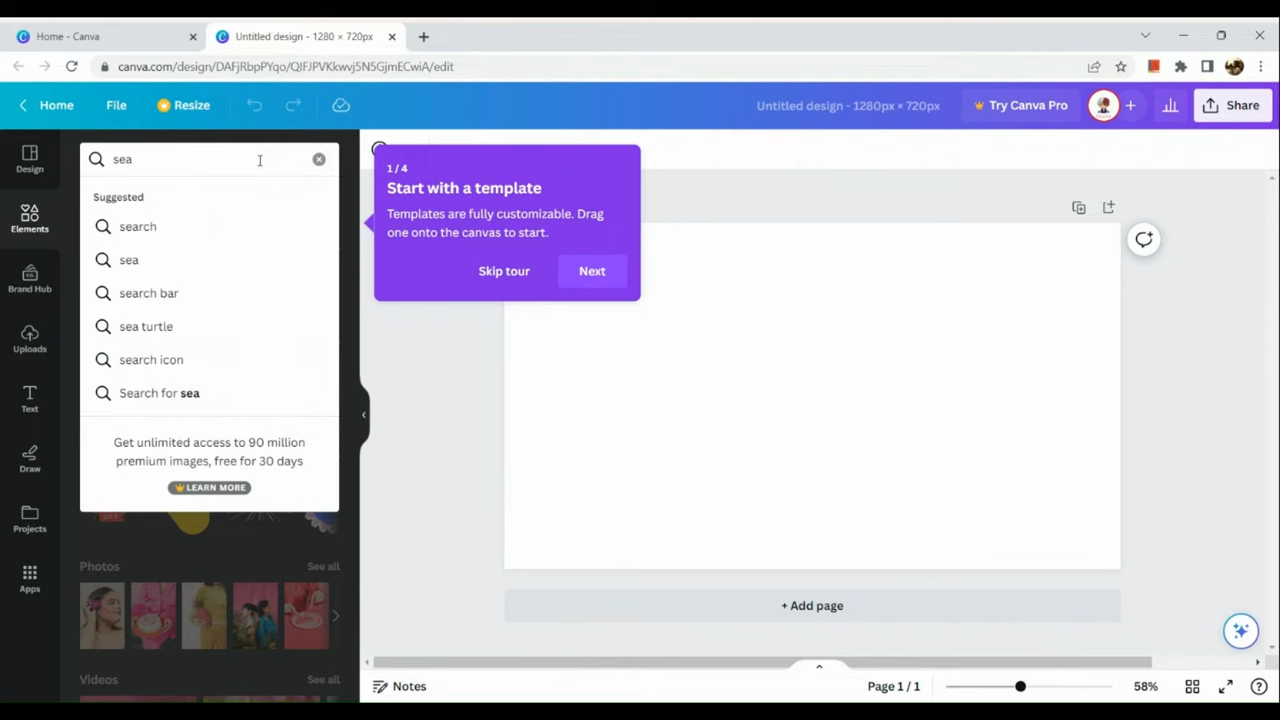 Home - Canva
Untitled design - 1280 × 720px
canva.com/design/DAFjRbpPYqo/QIFJPVKkwvj5N5GjmECwiA/edit
Home
File
Resize
Untitled design - 1280px × 720px
Try Canva Pro
Share
Design
Elements
Brand Hub
Uploads
Text
Draw
Projects
Apps
sea
Suggested
search
sea
search bar
sea turtle
search icon
Search for sea
Get unlimited access to 90 million
premium images, free for 30 days
LEARN MORE
Photos
See all
Videos
See all
1 / 4
Start with a template
Templates are fully customizable. Drag
one onto the canvas to start.
Skip tour
Next
+ Add page
Notes
Page 1 / 1
58%